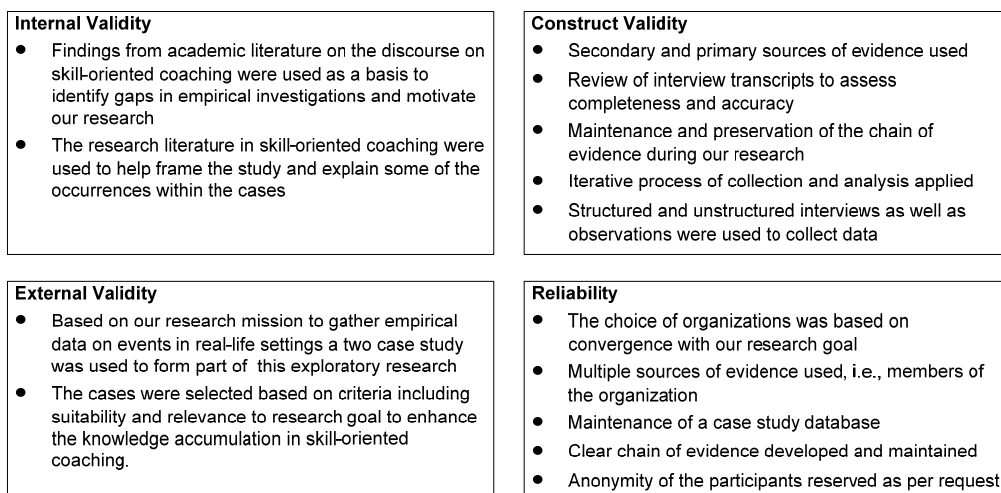 Internal Validity
● Findings from academic literature on the discourse on
skill-oriented coaching were used as a basis to
identify gaps in empirical investigations and motivate
our research
● The research literature in skill-oriented coaching were
used to help frame the study and explain some of the
occurrences within the cases
Construct Validity
● Secondary and primary sources of evidence used
● Review of interview transcripts to assess
completeness and accuracy
● Maintenance and preservation of the chain of
evidence during our research
● Iterative process of collection and analysis applied
● Structured and unstructured interviews as well as
observations were used to collect data
External Validity
● Based on our research mission to gather empirical
data on events in real-life settings a two case study
was used to form part of this exploratory research
● The cases were selected based on criteria including
suitability and relevance to research goal to enhance
the knowledge accumulation in skill-oriented
coaching.
Reliability
● The choice of organizations was based on
convergence with our research goal
● Multiple sources of evidence used, i.e., members of
the organization
● Maintenance of a case study database
● Clear chain of evidence developed and maintained
● Anonymity of the participants reserved as per request